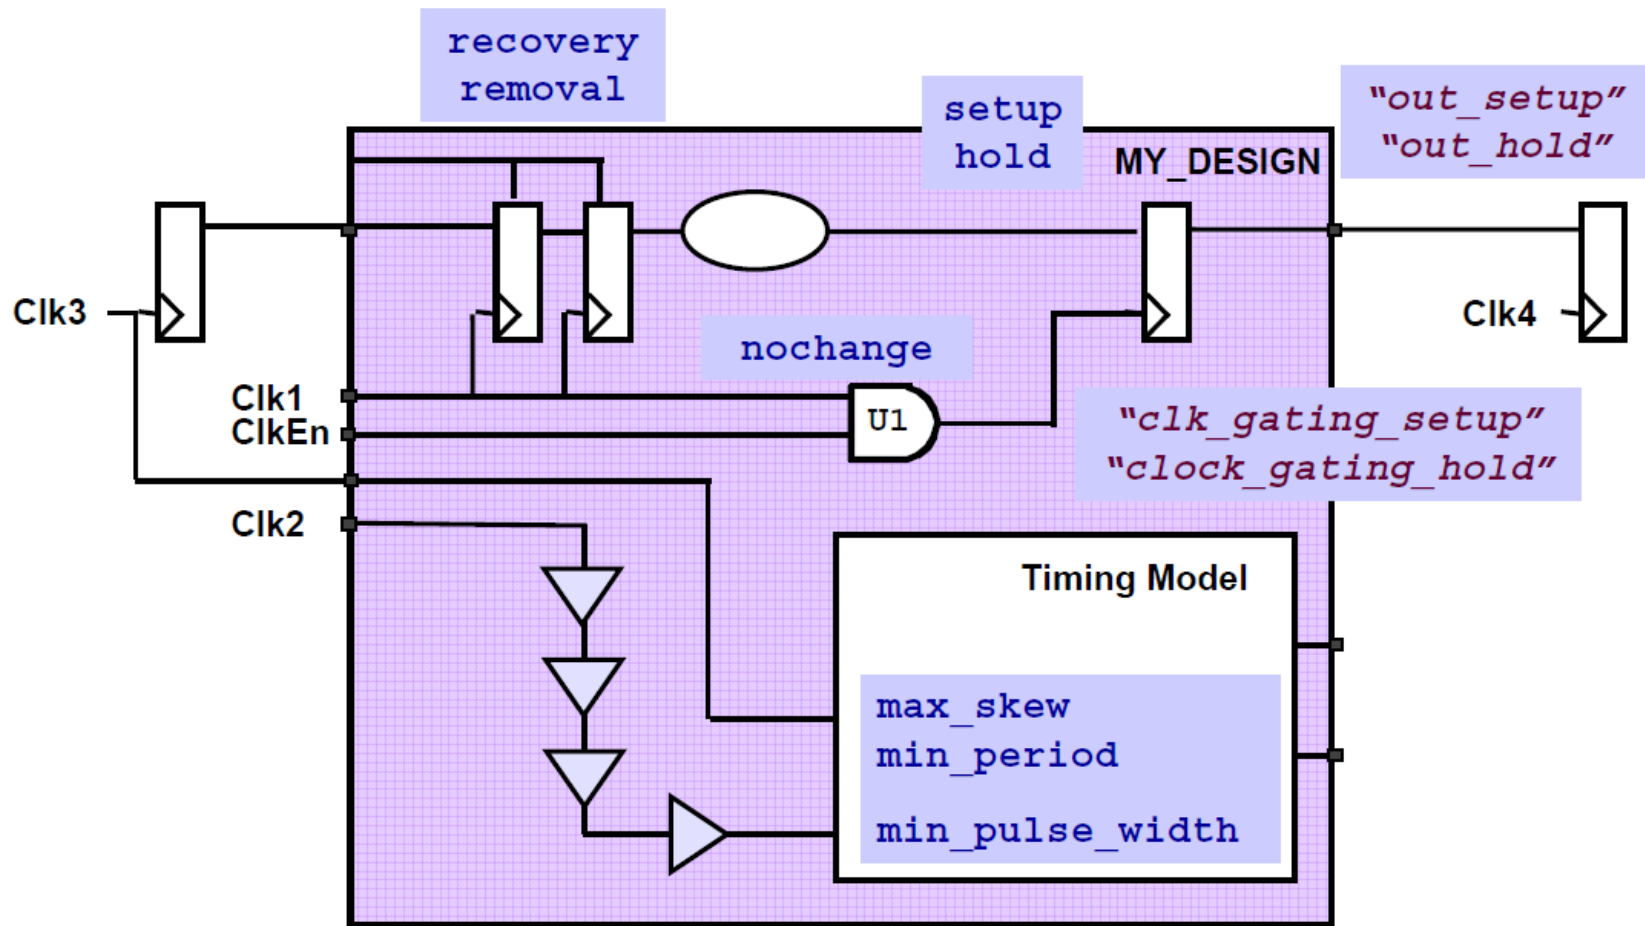 recovery
removal
setup
hold
“out_setup”
“out_hold”
MY_DESIGN
Clk3
Clk4
nochange
Clk1
ClkEn
U1
“clk_gating_setup”
“clock_gating_hold”
Clk2
Timing Model
max_skew
min_period
min_pulse_width